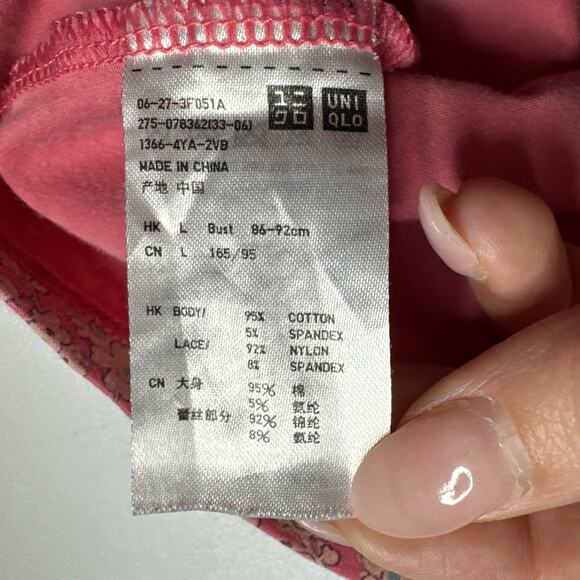 06-27-3F051A
275-078362(33-06)
1366-4YA-2VB
MADE IN CHINA
产地 中国
UNI
QLO
HK L Bust 86-92cm
CN L 165/95
HK BODY/ 95% COTTON
5% SPANDEX
LACE/ 92% NYLON
8% SPANDEX
CN 大身 95% 棉
5% 氨纶
蕾丝部分 92% 锦纶
8% 氨纶